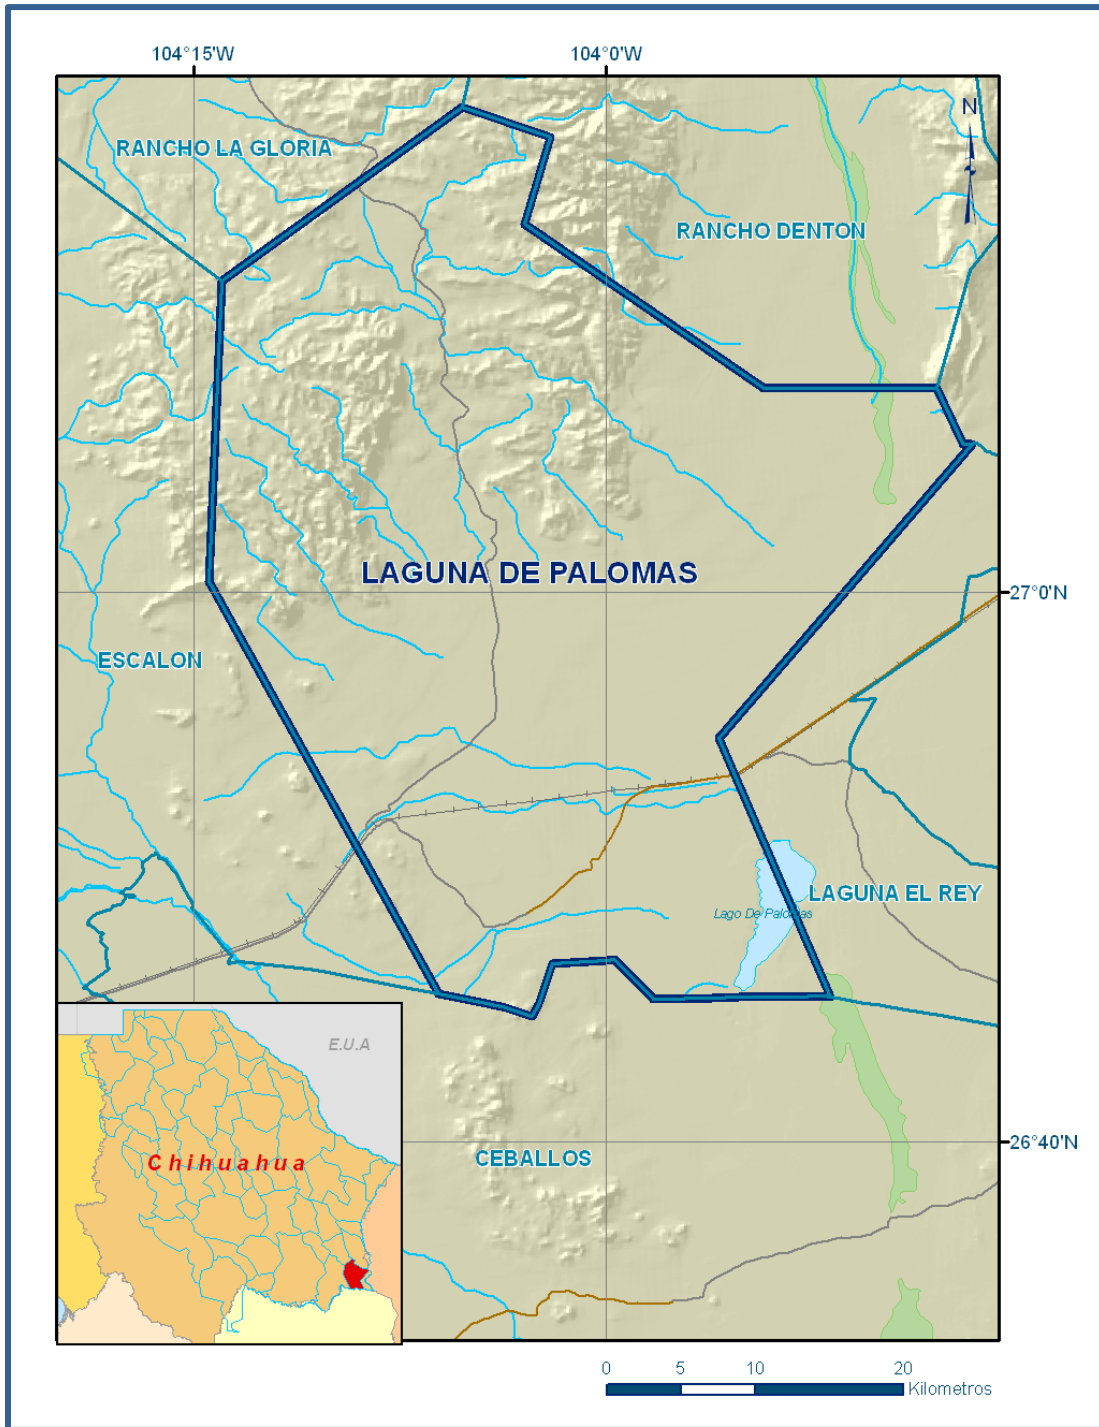 104°15'W
104°0'W
N
RANCHO LA GLORIA
RANCHO DENTON
LAGUNA DE PALOMAS
27°0'N
ESCALON
LAGUNA EL REY
Lago De Palomas
E.U.A
26°40'N
CEBALLOS
Chihuahua
0 5 10 20
Kilometros